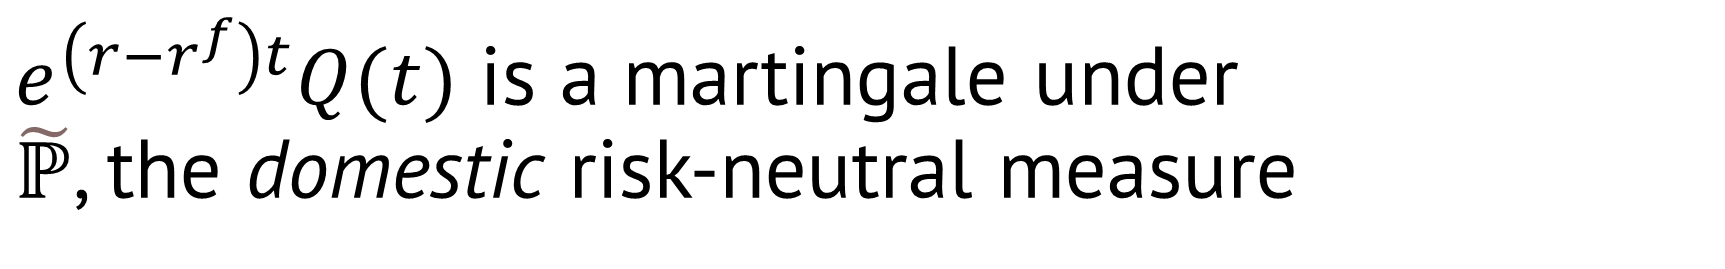 e^{(r−r^f)t}Q(t) is a martingale under
ℙ̃, the domestic risk-neutral measure